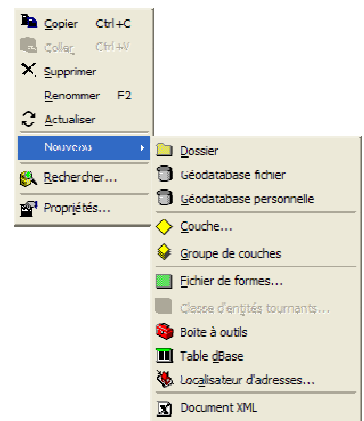 Copier Ctrl+C
Coller Ctrl+V
Supprimer
Renommer F2
Actualiser
Nouveau
Rechercher...
Propriétés...
Dossier
Géodatabase fichier
Géodatabase personnelle
Couche...
Groupe de couches
Fichier de formes...
Classe d'entités tournants...
Boîte à outils
Table dBase
Localisateur d'adresses...
Document XML